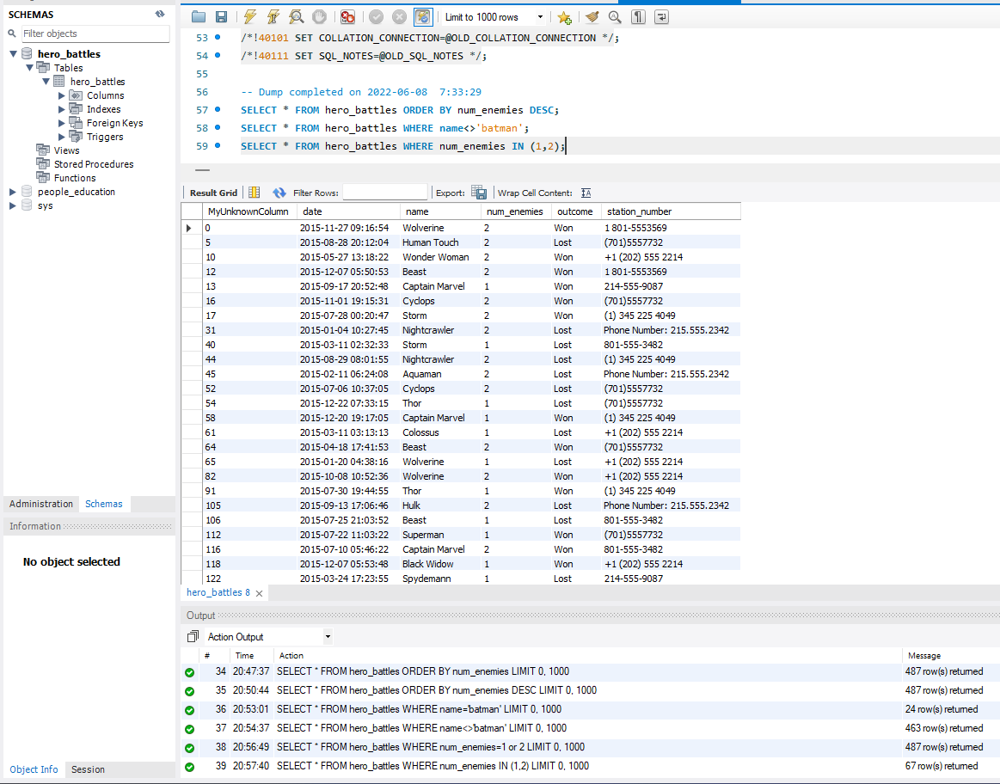 SCHEMAS
Filter objects
hero_battles
Tables
hero_battles
Columns
Indexes
Foreign Keys
Triggers
Views
Stored Procedures
Functions
people_education
sys
Administration Schemas
Information
No object selected
Object Info Session
Limit to 1000 rows
53 /*!40101 SET COLLATION_CONNECTION=@OLD_COLLATION_CONNECTION */;
54 /*!40111 SET SQL_NOTES=@OLD_SQL_NOTES */;
55
56 -- Dump completed on 2022-06-08  7:33:29
57 SELECT * FROM hero_battles ORDER BY num_enemies DESC;
58 SELECT * FROM hero_battles WHERE name<>'batman';
59 SELECT * FROM hero_battles WHERE num_enemies IN (1,2);
Result Grid Filter Rows: Export: Wrap Cell Content:
MyUnknownColumn date name num_enemies outcome station_number
0 2015-11-27 09:16:54 Wolverine 2 Won 1 801-5553569
5 2015-08-28 20:12:04 Human Touch 2 Lost (701)5557732
10 2015-05-27 13:18:22 Wonder Woman 2 Won +1 (202) 555 2214
12 2015-12-07 05:50:53 Beast 2 Won 1 801-5553569
13 2015-09-17 20:52:48 Captain Marvel 1 Won 214-555-9087
16 2015-11-01 19:15:31 Cyclops 2 Won (701)5557732
17 2015-07-28 00:20:47 Storm 2 Won (1) 345 225 4049
31 2015-01-04 10:27:45 Nightcrawler 2 Lost Phone Number: 215.555.2342
40 2015-03-11 02:32:33 Storm 1 Lost 801-555-3482
44 2015-08-29 08:01:55 Nightcrawler 2 Lost (1) 345 225 4049
45 2015-02-11 06:24:08 Aquaman 2 Lost Phone Number: 215.555.2342
52 2015-07-06 10:37:05 Cyclops 2 Lost (701)5557732
54 2015-12-22 07:33:15 Thor 1 Lost (701)5557732
58 2015-12-20 19:17:05 Captain Marvel 1 Won (1) 345 225 4049
61 2015-03-11 03:13:13 Colossus 1 Lost +1 (202) 555 2214
64 2015-04-18 17:41:53 Beast 2 Won (701)5557732
65 2015-01-20 04:38:16 Wolverine 1 Lost +1 (202) 555 2214
82 2015-10-08 10:52:36 Wolverine 2 Won +1 (202) 555 2214
91 2015-07-30 19:44:55 Thor 1 Won (1) 345 225 4049
105 2015-09-13 17:06:46 Hulk 2 Lost Phone Number: 215.555.2342
106 2015-07-25 21:03:52 Beast 1 Lost 801-555-3482
112 2015-07-22 11:03:22 Superman 1 Won (701)5557732
116 2015-07-10 05:46:22 Captain Marvel 2 Won 801-555-3482
118 2015-12-07 05:53:48 Black Widow 1 Won +1 (202) 555 2214
122 2015-03-24 17:23:55 Spydemann 1 Lost 214-555-9087
hero_battles 8
Output
Action Output
# Time Action Message
34 20:47:37 SELECT * FROM hero_battles ORDER BY num_enemies LIMIT 0, 1000 487 row(s) returned
35 20:50:44 SELECT * FROM hero_battles ORDER BY num_enemies DESC LIMIT 0, 1000 487 row(s) returned
36 20:53:01 SELECT * FROM hero_battles WHERE name='batman' LIMIT 0, 1000 24 row(s) returned
37 20:54:37 SELECT * FROM hero_battles WHERE name<>'batman' LIMIT 0, 1000 463 row(s) returned
38 20:56:49 SELECT * FROM hero_battles WHERE num_enemies=1 or 2 LIMIT 0, 1000 487 row(s) returned
39 20:57:40 SELECT * FROM hero_battles WHERE num_enemies IN (1,2) LIMIT 0, 1000 67 row(s) returned